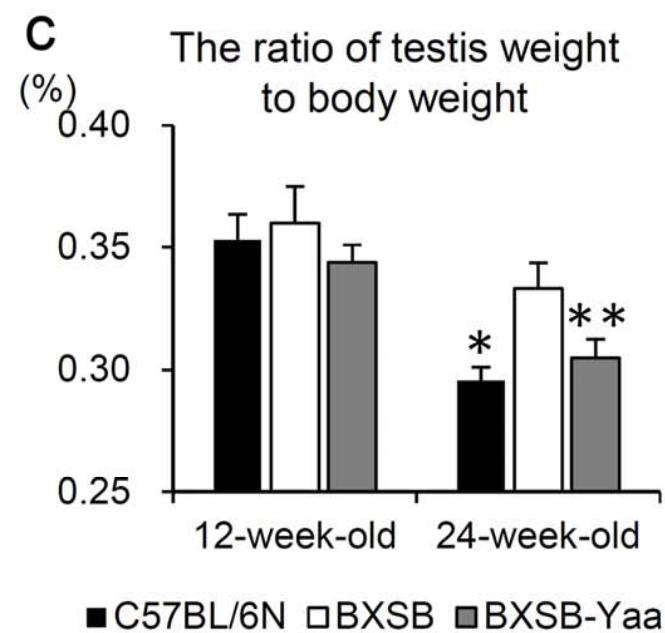 C
The ratio of testis weight
to body weight
(%)
0.40
0.35
0.30
0.25
*
**
12-week-old 24-week-old
C57BL/6N BXSB BXSB-Yaa